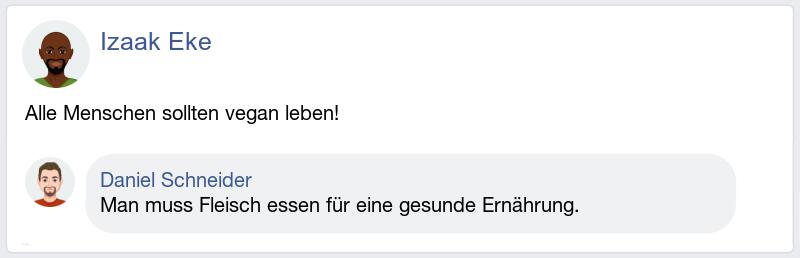 Izaak Eke
Alle Menschen sollten vegan leben!
Daniel Schneider
Man muss Fleisch essen für eine gesunde Ernährung.